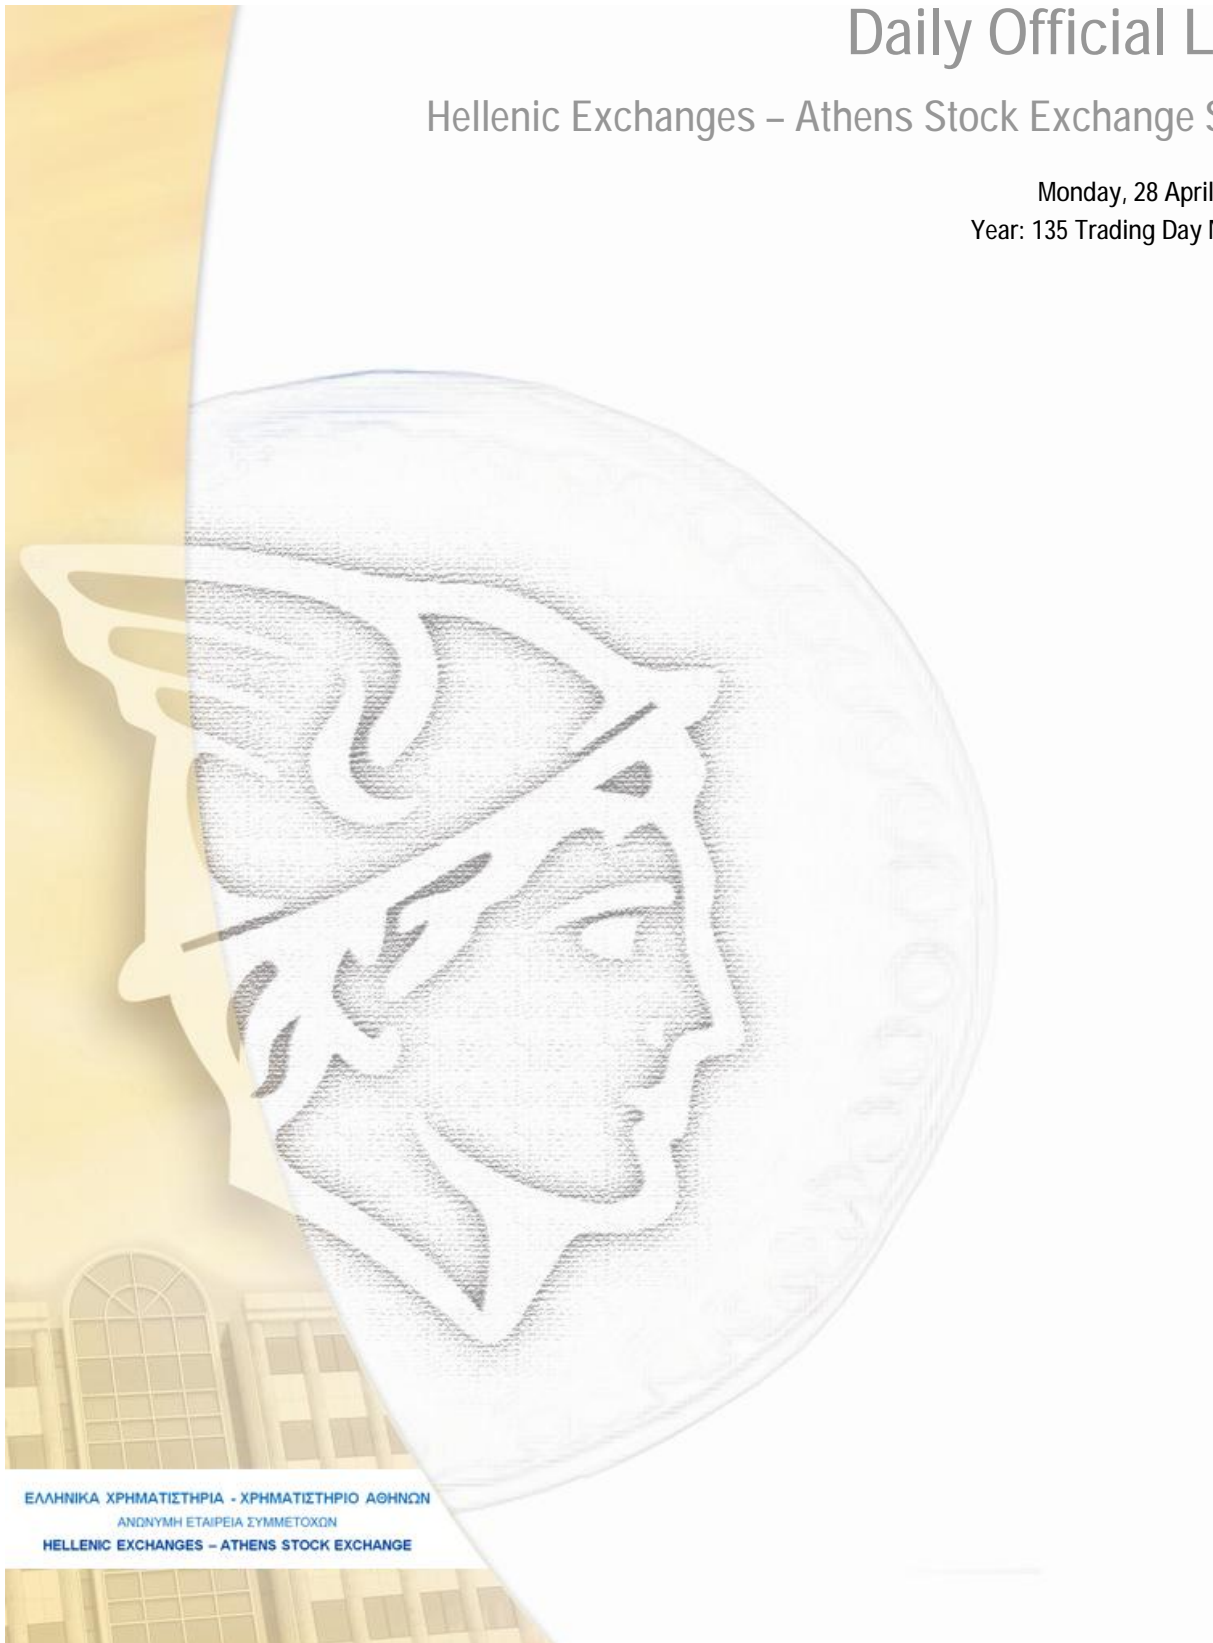 Daily Official L
Hellenic Exchanges – Athens Stock Exchange S
Monday, 28 April
Year: 135 Trading Day
ΕΛΛΗΝΙΚΑ ΧΡΗΜΑΤΙΣΤΗΡΙΑ - ΧΡΗΜΑΤΙΣΤΗΡΙΟ ΑΘΗΝΩΝ
ΑΝΩΝΥΜΗ ΕΤΑΙΡΕΙΑ ΣΥΜΜΕΤΟΧΩΝ
HELLENIC EXCHANGES – ATHENS STOCK EXCHANGE